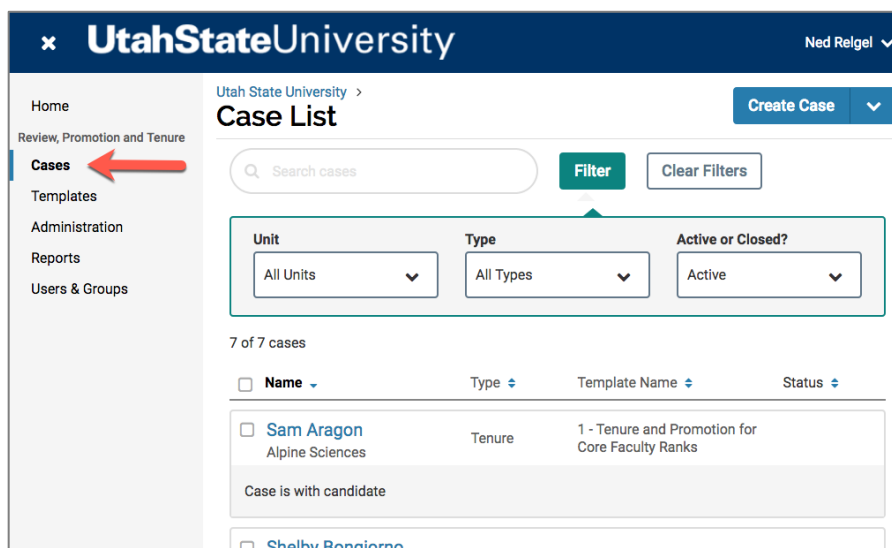 UtahStateUniversity
Ned Relgel
Home
Review, Promotion and Tenure
Cases
Templates
Administration
Reports
Users & Groups
Utah State University >
Case List
Create Case
Search cases
Filter
Clear Filters
Unit
Type
Active or Closed?
All Units
All Types
Active
7 of 7 cases
Name
Type
Template Name
Status
Sam Aragon
Alpine Sciences
Tenure
1 - Tenure and Promotion for
Core Faculty Ranks
Case is with candidate
Shelby Bongiorno